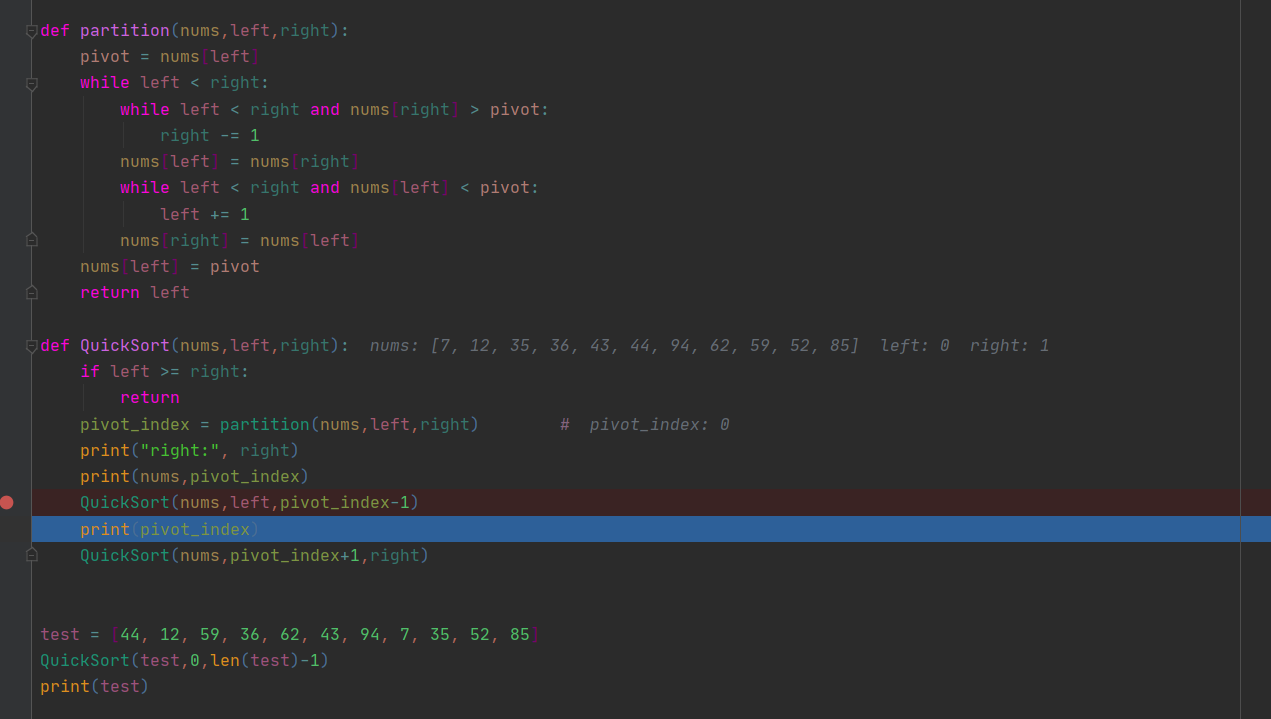 def partition(nums,left,right):
    pivot = nums[left]
    while left < right:
        while left < right and nums[right] > pivot:
            right -= 1
        nums[left] = nums[right]
        while left < right and nums[left] < pivot:
            left += 1
        nums[right] = nums[left]
    nums[left] = pivot
    return left
def QuickSort(nums,left,right):  nums: [7, 12, 35, 36, 43, 44, 94, 62, 59, 52, 85]  left: 0  right: 1
    if left >= right:
        return
    pivot_index = partition(nums,left,right)        #  pivot_index: 0
    print("right:", right)
    print(nums,pivot_index)
    QuickSort(nums,left,pivot_index-1)
    print(pivot_index)
    QuickSort(nums,pivot_index+1,right)
test = [44, 12, 59, 36, 62, 43, 94, 7, 35, 52, 85]
QuickSort(test,0,len(test)-1)
print(test)